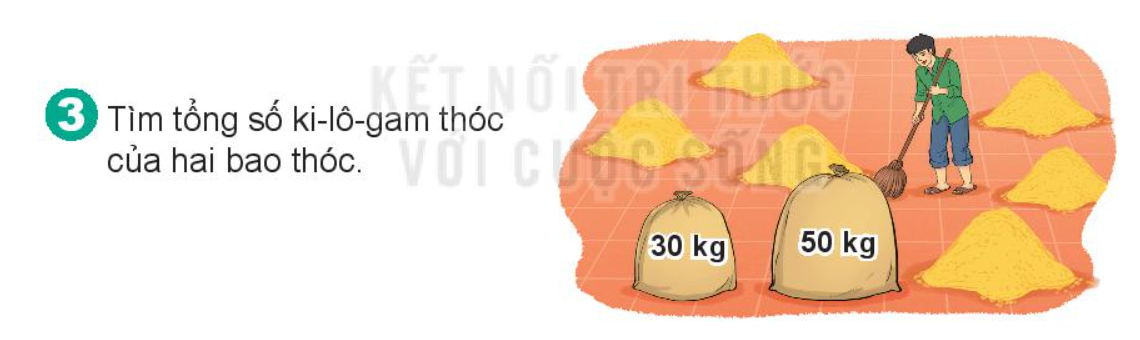 KẾT NỐI TRI THỨC
VỚI CUỘC SỐNG
3 Tìm tổng số ki-lô-gam thóc
của hai bao thóc.
30 kg
50 kg